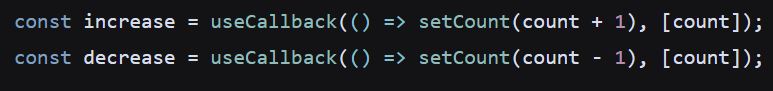 const increase = useCallback(() => setCount(count + 1), [count]);
const decrease = useCallback(() => setCount(count - 1), [count]);